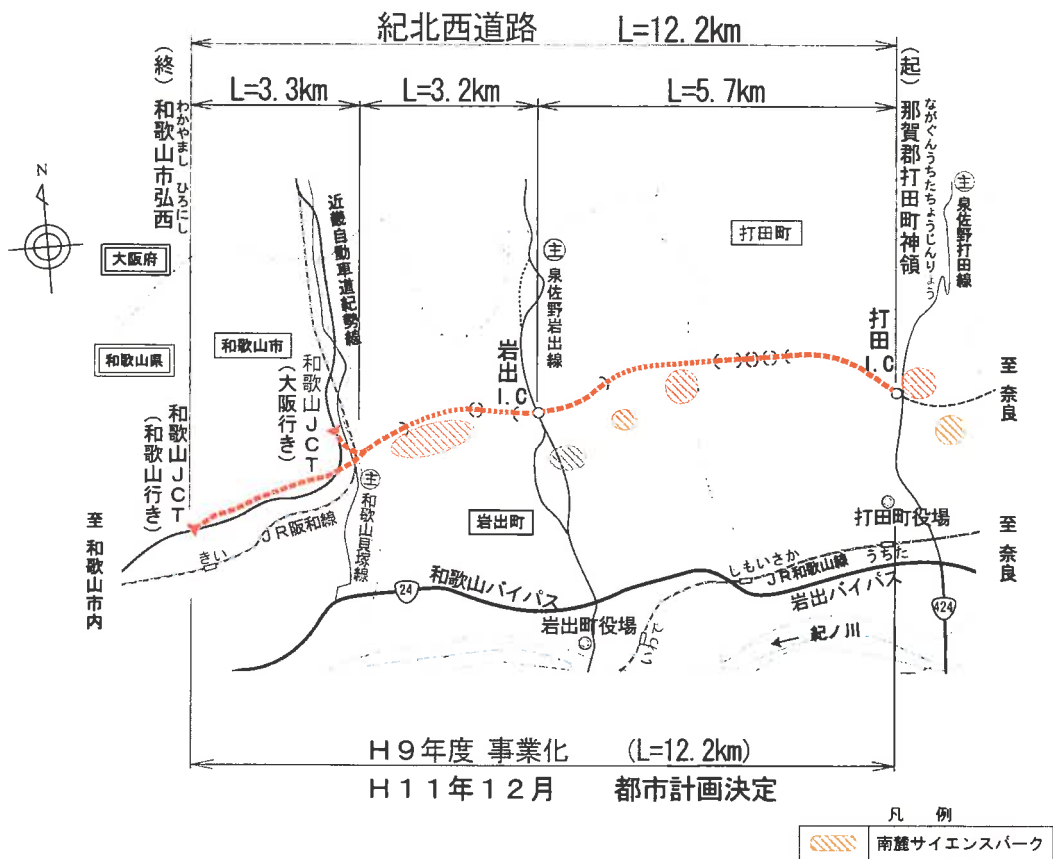 紀北西道路 L=12.2km
L=3.3km
L=3.2km
L=5.7km
(終)和歌山市弘西
わかやまし ひろにし
(起)那賀郡打田町神領
ながぐんうちたちょうじんりょう
N
大阪府
和歌山県
和歌山市
近畿自動車道紀勢線
主 泉佐野岩出線
打田町
主 泉佐野打田線
岩出I.C
打田I.C
至 奈良
和歌山JCT
(大阪行き)
和歌山JCT
(和歌山行き)
主 和歌山貝塚線
岩出町
打田町役場
至 奈良
至 和歌山市内
きい
JR阪和線
24
和歌山バイパス
しもいさか
うちた
JR和歌山線
岩出バイパス
424
岩出町役場
紀ノ川
H9年度 事業化 (L=12.2km)
H11年12月 都市計画決定
凡 例
南麓サイエンスパーク